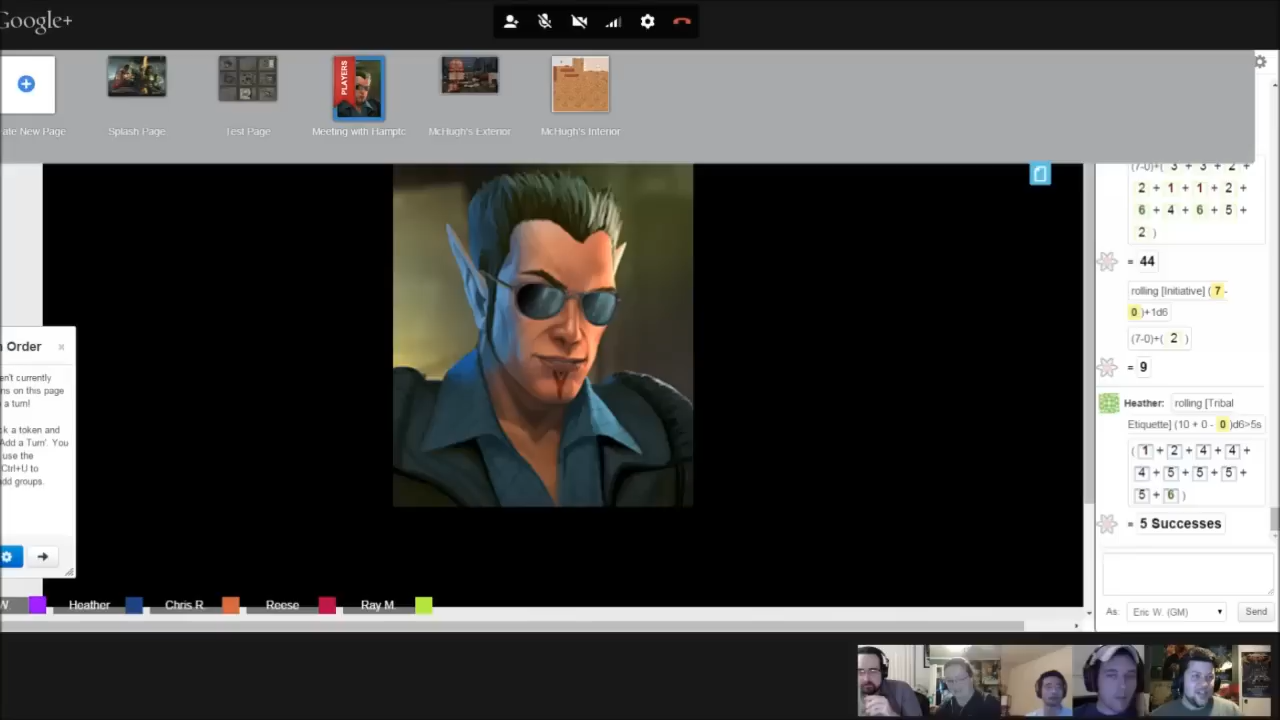 Google+
PLAYERS
ate New Page
Splash Page
Test Page
Meeting with Hamptc
McHugh's Exterior
McHugh's Interior
(7-0)+( 3 + 3 + 2 +
2 + 1 + 1 + 2 +
6 + 4 + 6 + 5 +
2 )
= 44
rolling [Initiative] ( 7 -
0 )+1d6
(7-0)+( 2 )
= 9
Heather: rolling [Tribal
Etiquette] (10 + 0 - 0 )d6>5s
( 1 + 2 + 4 + 4 +
4 + 5 + 5 + 5 +
5 + 6 )
= 5 Successes
As: Eric W. (GM) Send
n Order ×
en't currently
ns on this page
a turn!
k a token and
Add a Turn'. You
use the
Ctrl+U to
dd groups.
W. Heather Chris R. Reese Ray M.